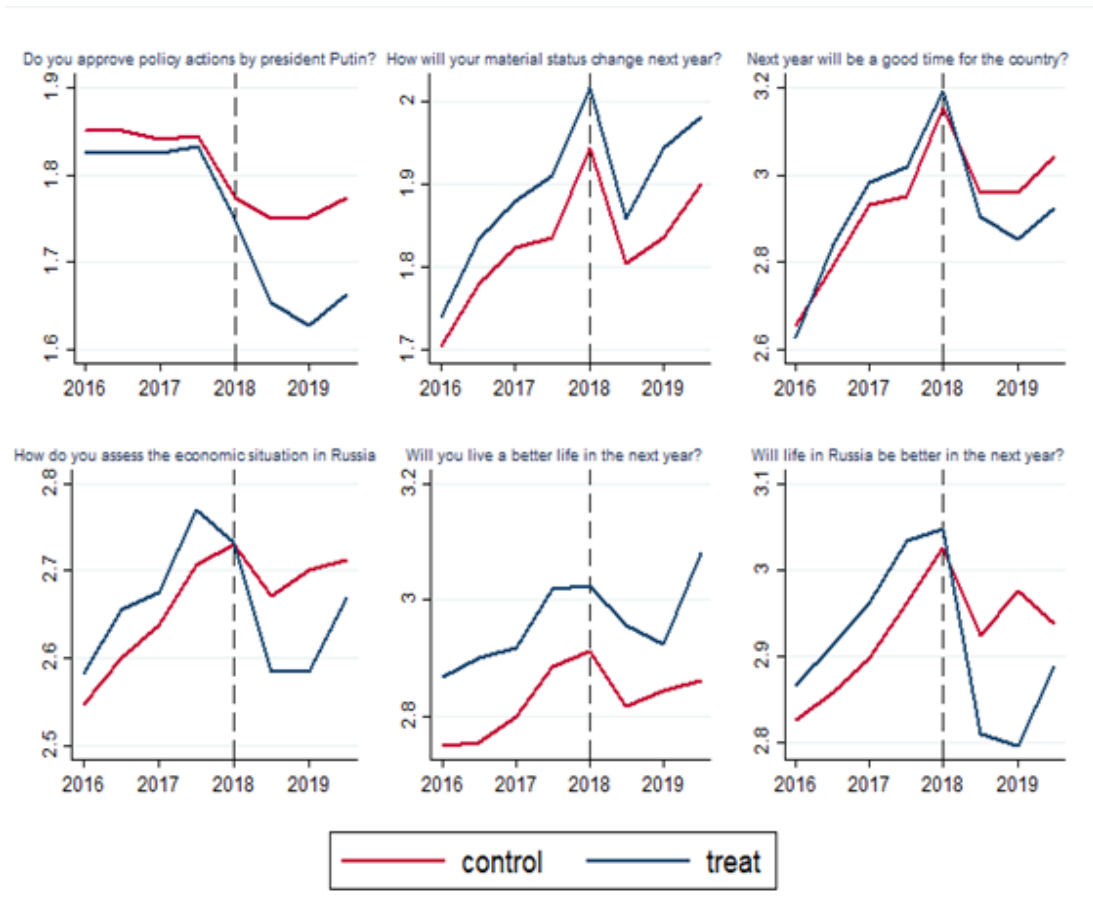 Do you approve policy actions by president Putin?
1.9
1.8
1.7
1.6
2016 2017 2018 2019
How will your material status change next year?
2
1.9
1.8
1.7
2016 2017 2018 2019
Next year will be a good time for the country?
3.2
3
2.8
2.6
2016 2017 2018 2019
How do you assess the economic situation in Russia
2.8
2.7
2.6
2.5
2016 2017 2018 2019
Will you live a better life in the next year?
3.2
3
2.8
2016 2017 2018 2019
Will life in Russia be better in the next year?
3.1
3
2.9
2.8
2016 2017 2018 2019
control treat